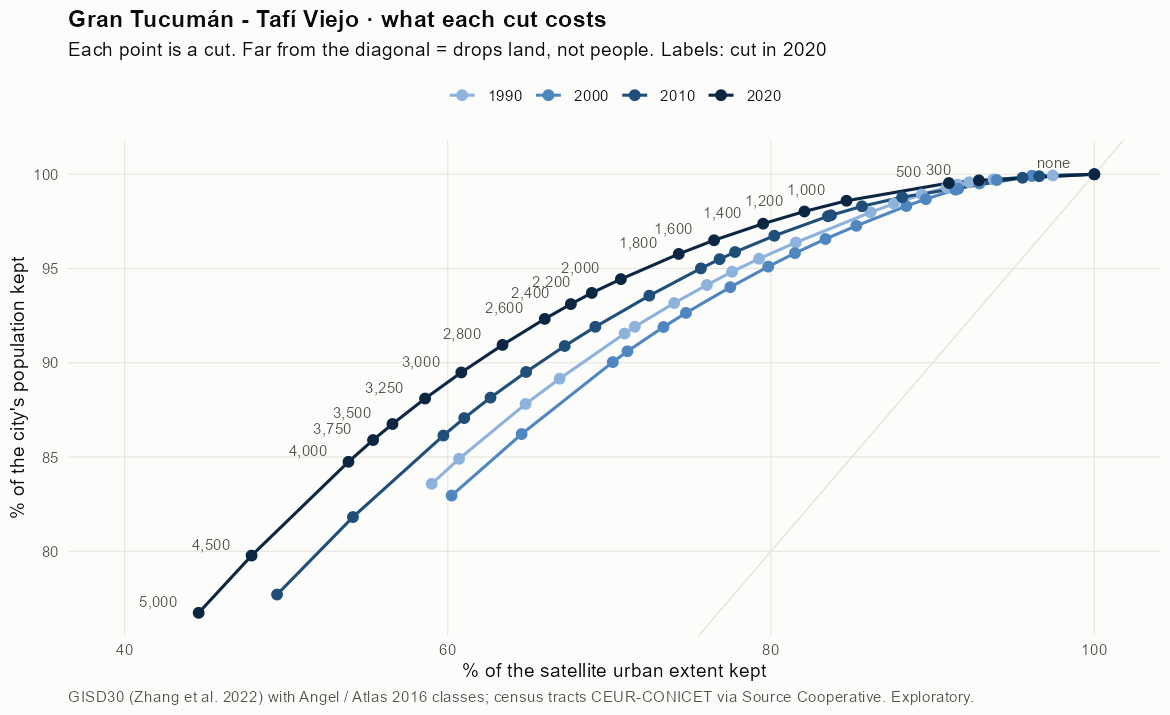 Gran Tucumán - Tafí Viejo · what each cut costs
Each point is a cut. Far from the diagonal = drops land, not people. Labels: cut in 2020
1990 2000 2010 2020
none
500 300
1,000
1,200
1,400
1,600
1,800
2,000
2,200
2,400
2,600
2,800
3,000
3,250
3,500
3,750
4,000
4,500
5,000
100
95
90
85
80
% of the city's population kept
40 60 80 100
% of the satellite urban extent kept
GISD30 (Zhang et al. 2022) with Angel / Atlas 2016 classes; census tracts CEUR-CONICET via Source Cooperative. Exploratory.